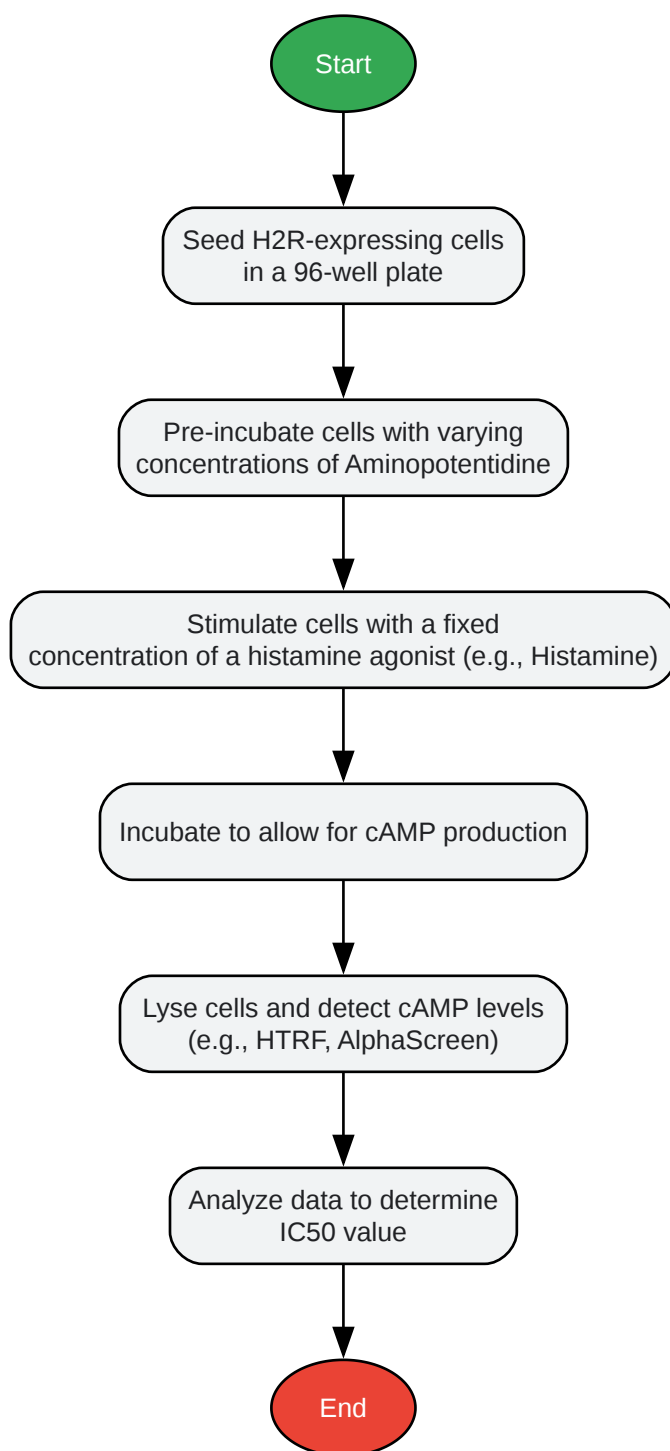 Start
Seed H2R-expressing cells
in a 96-well plate
Pre-incubate cells with varying
concentrations of Aminopotentidine
Stimulate cells with a fixed
concentration of a histamine agonist (e.g., Histamine)
Incubate to allow for cAMP production
Lyse cells and detect cAMP levels
(e.g., HTRF, AlphaScreen)
Analyze data to determine
IC50 value
End